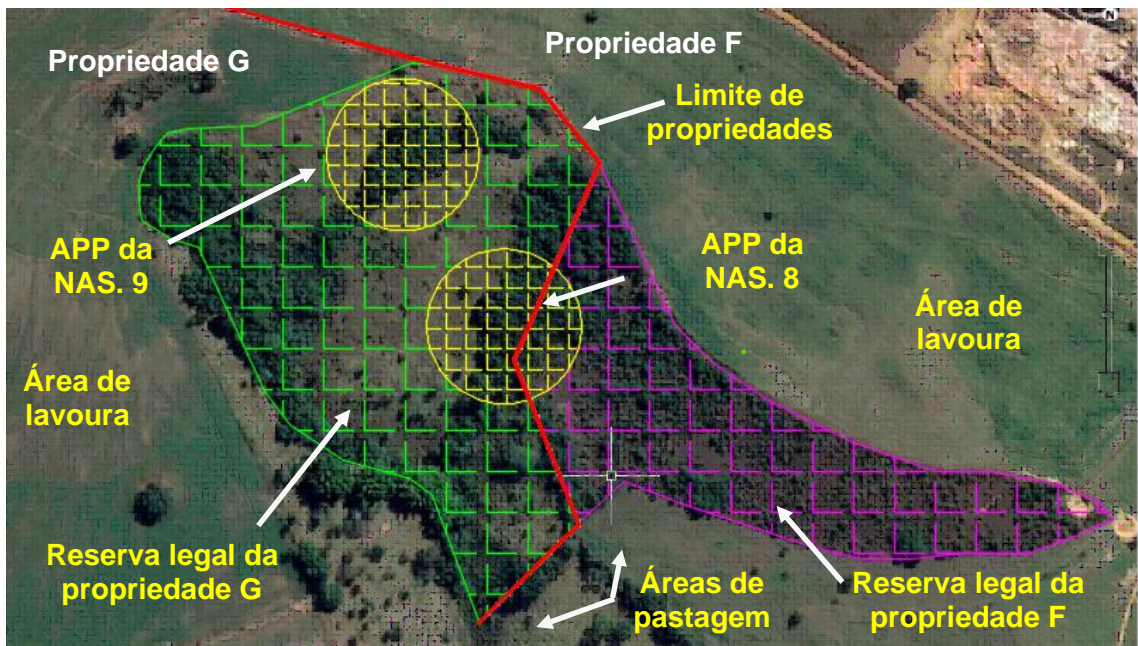 Propriedade G
Propriedade F
Limite de
propriedades
APP da
NAS. 9
APP da
NAS. 8
Área de
lavoura
Área de
lavoura
Reserva legal da
propriedade G
Áreas de
pastagem
Reserva legal da
propriedade F
N